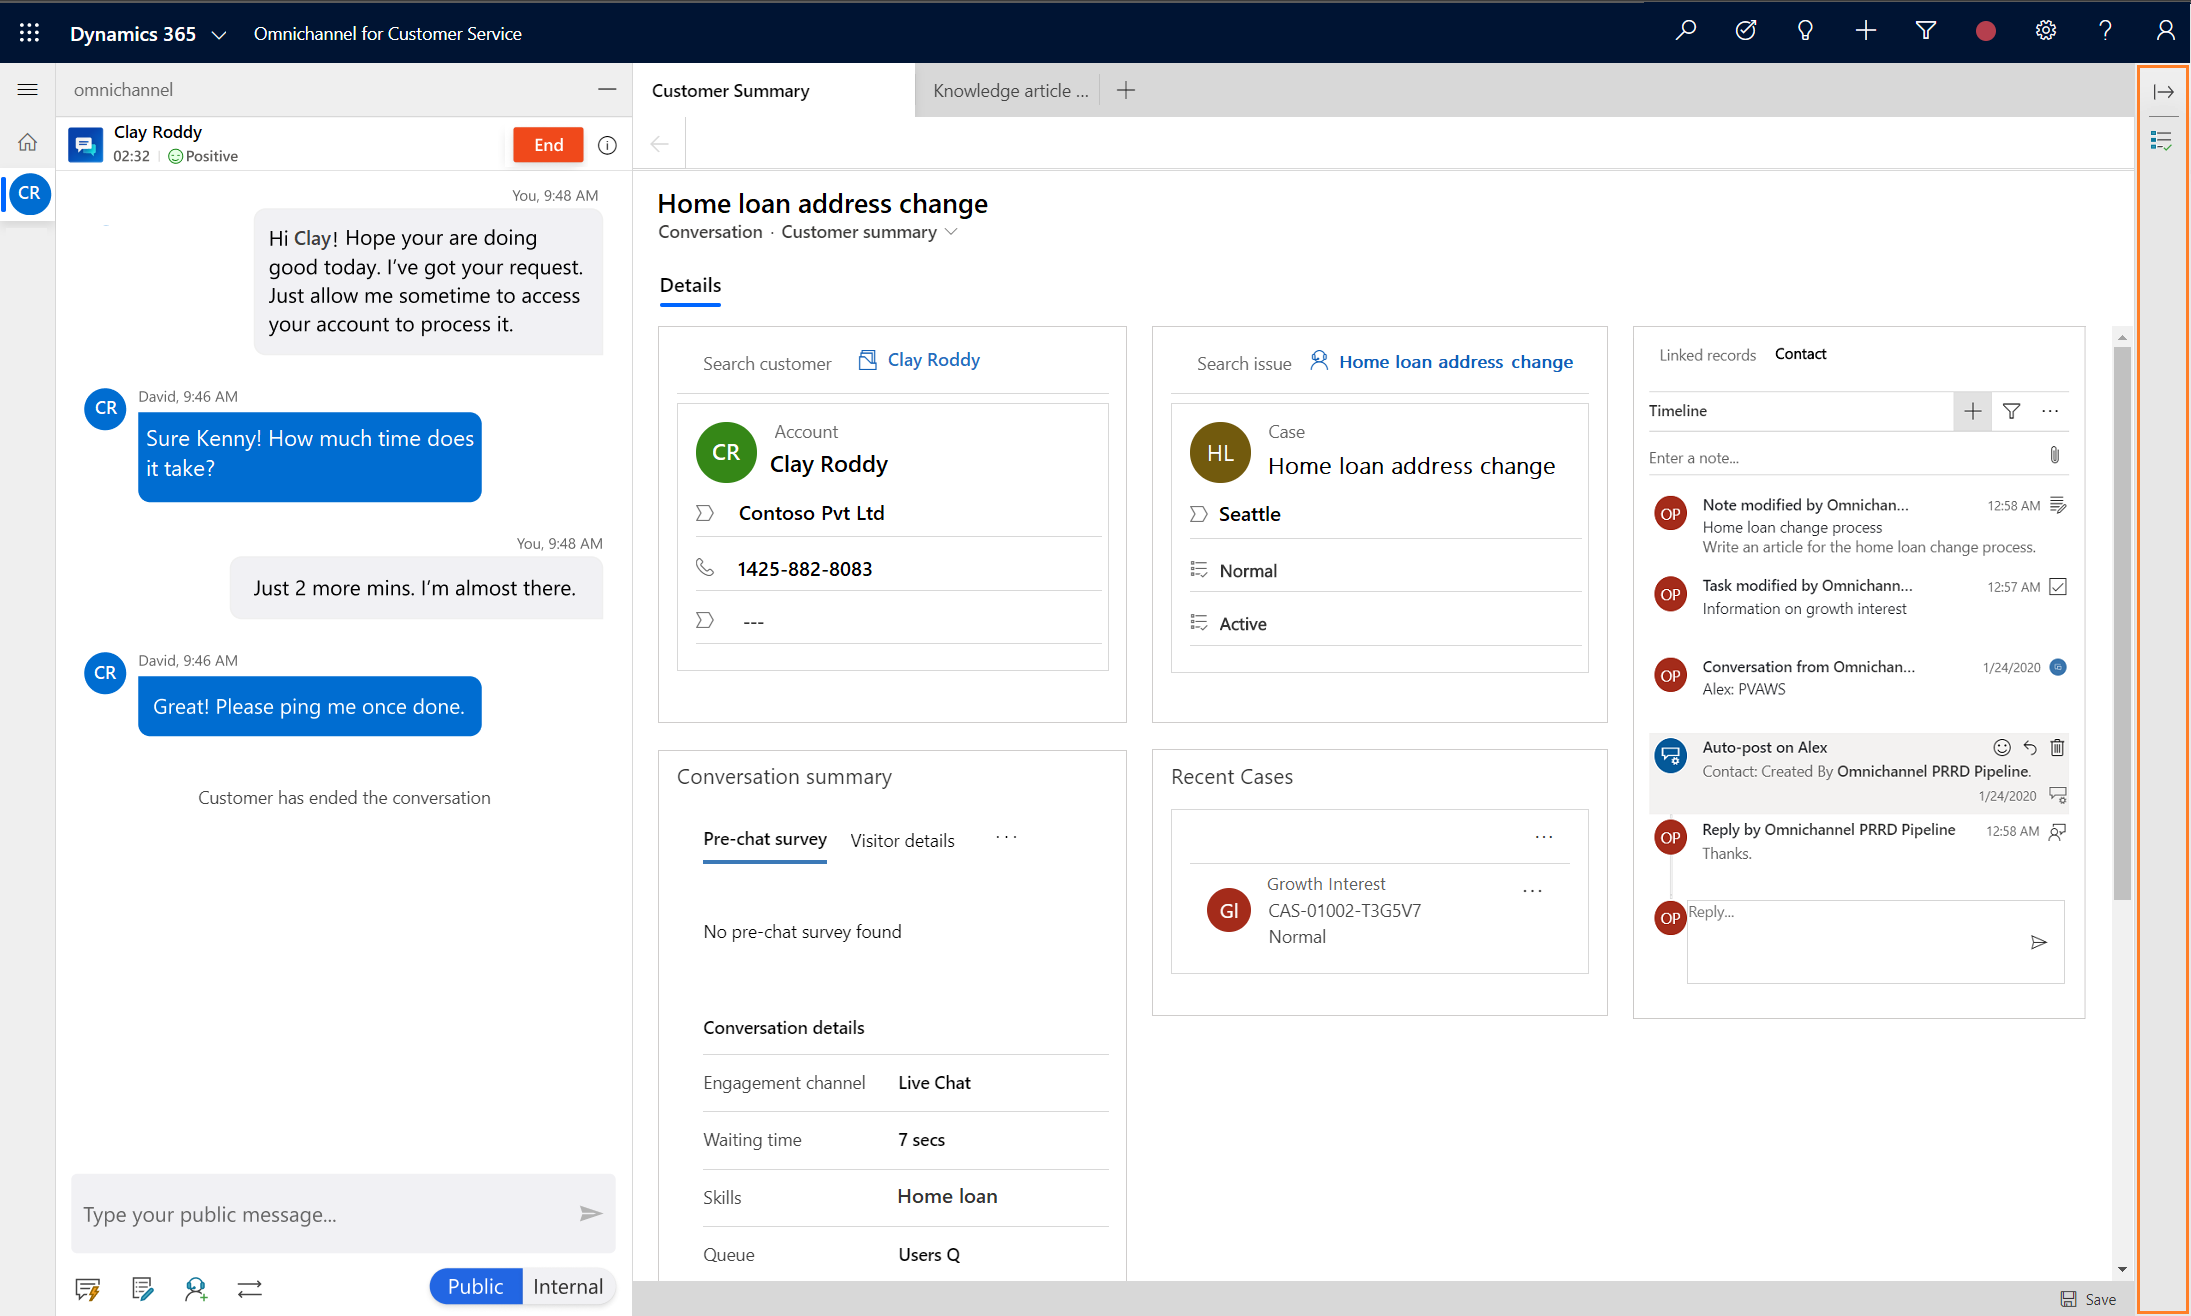 Dynamics 365
Omnichannel for Customer Service
omnichannel
Clay Roddy
02:32 Positive
End
CR
You, 9:48 AM
Hi Clay! Hope your are doing
good today. I've got your request.
Just allow me sometime to access
your account to process it.
David, 9:46 AM
CR
Sure Kenny! How much time does
it take?
You, 9:48 AM
Just 2 more mins. I'm almost there.
David, 9:46 AM
CR
Great! Please ping me once done.
Customer has ended the conversation
Type your public message...
Public Internal
Customer Summary
Knowledge article ...
Home loan address change
Conversation · Customer summary
Details
Search customer Clay Roddy
CR
Account
Clay Roddy
Contoso Pvt Ltd
1425-882-8083
---
Search issue Home loan address change
HL
Case
Home loan address change
Seattle
Normal
Active
Conversation summary
Pre-chat survey Visitor details ...
No pre-chat survey found
Conversation details
Engagement channel Live Chat
Waiting time 7 secs
Skills Home loan
Queue Users Q
Recent Cases
...
GI
Growth Interest ...
CAS-01002-T3G5V7
Normal
Linked records Contact
Timeline ...
Enter a note...
OP
Note modified by Omnichan... 12:58 AM
Home loan change process
Write an article for the home loan change process.
OP
Task modified by Omnichann... 12:57 AM
Information on growth interest
OP
Conversation from Omnichan... 1/24/2020
Alex: PVAWS
Auto-post on Alex
Contact: Created By Omnichannel PRRD Pipeline.
1/24/2020
OP
Reply by Omnichannel PRRD Pipeline 12:58 AM
Thanks.
OP
Reply...
Save